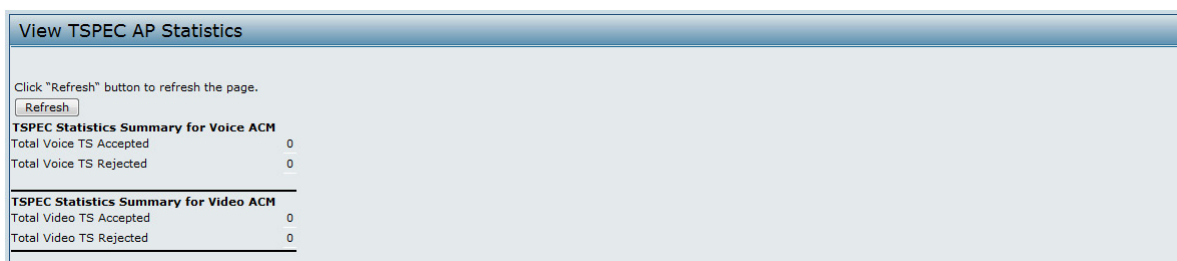 View TSPEC AP Statistics
Click "Refresh" button to refresh the page.
Refresh
TSPEC Statistics Summary for Voice ACM
Total Voice TS Accepted 0
Total Voice TS Rejected 0
TSPEC Statistics Summary for Video ACM
Total Video TS Accepted 0
Total Video TS Rejected 0